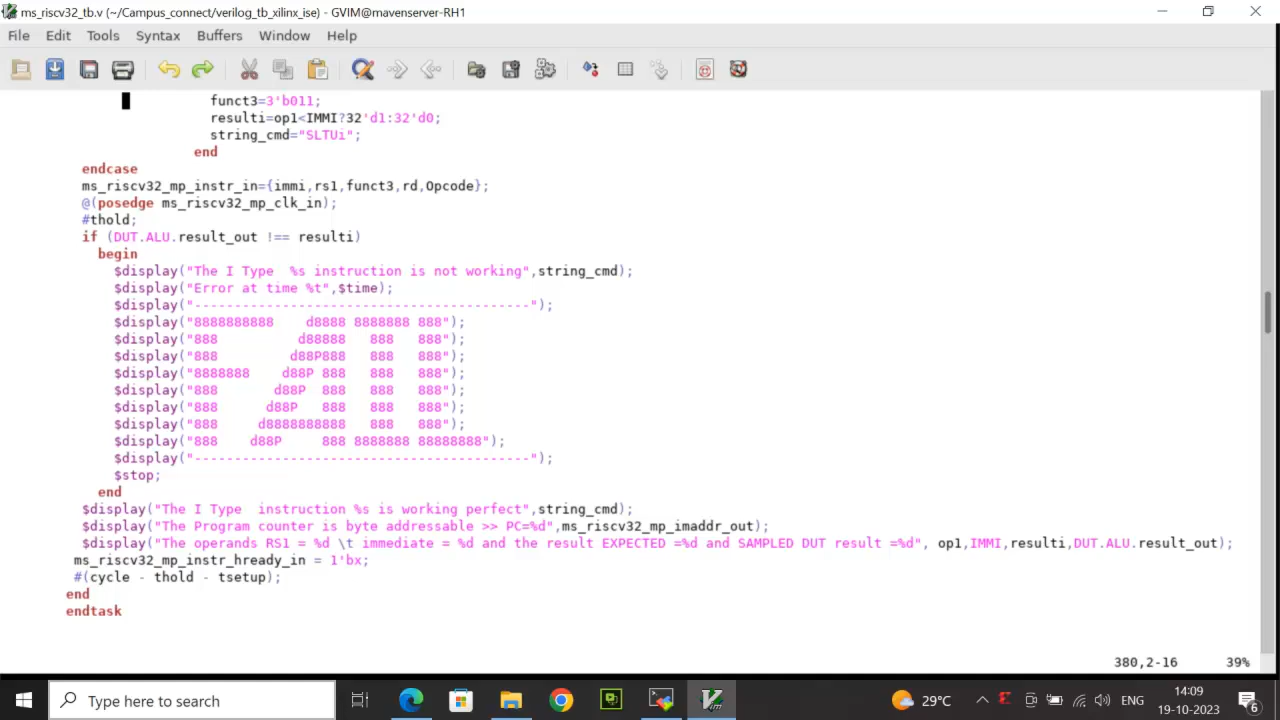 ms_riscv32_tb.v (~/Campus_connect/verilog_tb_xilinx_ise) - GVIM@mavenserver-RH1
File Edit Tools Syntax Buffers Window Help
funct3=3'b011;
resulti=op1<IMMI?32'd1:32'd0;
string_cmd="SLTUi";
end
endcase
ms_riscv32_mp_instr_in={immi,rs1,funct3,rd,Opcode};
@(posedge ms_riscv32_mp_clk_in);
#thold;
if (DUT.ALU.result_out !== resulti)
begin
$display("The I Type  %s instruction is not working",string_cmd);
$display("Error at time %t",$time);
$display("------------------------------------------");
$display("8888888888    d8888 8888888 888");
$display("888          d88888   888   888");
$display("888         d88P888   888   888");
$display("8888888    d88P 888   888   888");
$display("888       d88P  888   888   888");
$display("888      d88P   888   888   888");
$display("888     d8888888888   888   888");
$display("888    d88P     888 8888888 88888888");
$display("------------------------------------------");
$stop;
end
$display("The I Type  instruction %s is working perfect",string_cmd);
$display("The Program counter is byte addressable >> PC=%d",ms_riscv32_mp_imaddr_out);
$display("The operands RS1 = %d \t immediate = %d and the result EXPECTED =%d and SAMPLED DUT result =%d", op1,IMMI,resulti,DUT.ALU.result_out);
ms_riscv32_mp_instr_hready_in = 1'bx;
#(cycle - thold - tsetup);
end
endtask
380,2-16 39%
Type here to search
29°C
ENG
14:09
19-10-2023
6